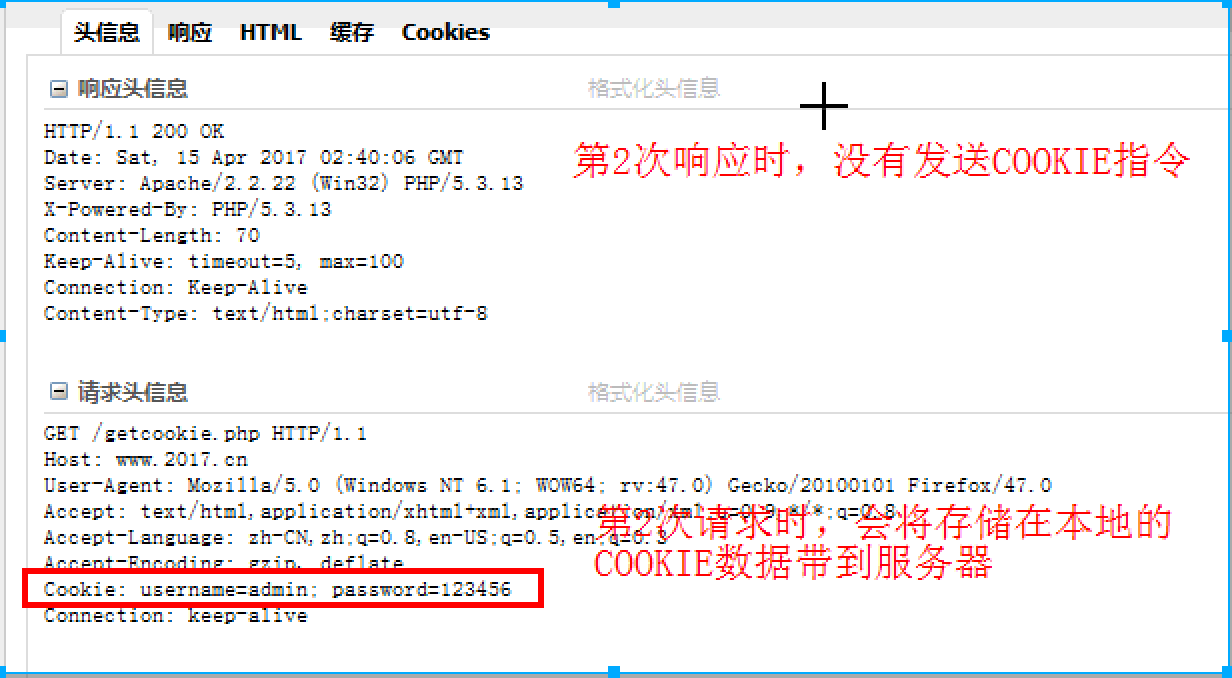 头信息 响应 HTML 缓存 Cookies
响应头信息 格式化头信息
HTTP/1.1 200 OK
Date: Sat, 15 Apr 2017 02:40:06 GMT
第2次响应时，没有发送COOKIE指令
Server: Apache/2.2.22 (Win32) PHP/5.3.13
X-Powered-By: PHP/5.3.13
Content-Length: 70
Keep-Alive: timeout=5, max=100
Connection: Keep-Alive
Content-Type: text/html;charset=utf-8
请求头信息 格式化头信息
GET /getcookie.php HTTP/1.1
Host: www.2017.cn
User-Agent: Mozilla/5.0 (Windows NT 6.1; WOW64; rv:47.0) Gecko/20100101 Firefox/47.0
Accept: text/html,application/xhtml+xml,application/xml;q=0.9,*/*;q=0.8
第2次请求时，会将存储在本地的
Accept-Language: zh-CN,zh;q=0.8,en-US;q=0.5,en;q=0.3
COOKIE数据带到服务器
Accept-Encoding: gzip, deflate
Cookie: username=admin; password=123456
Connection: keep-alive